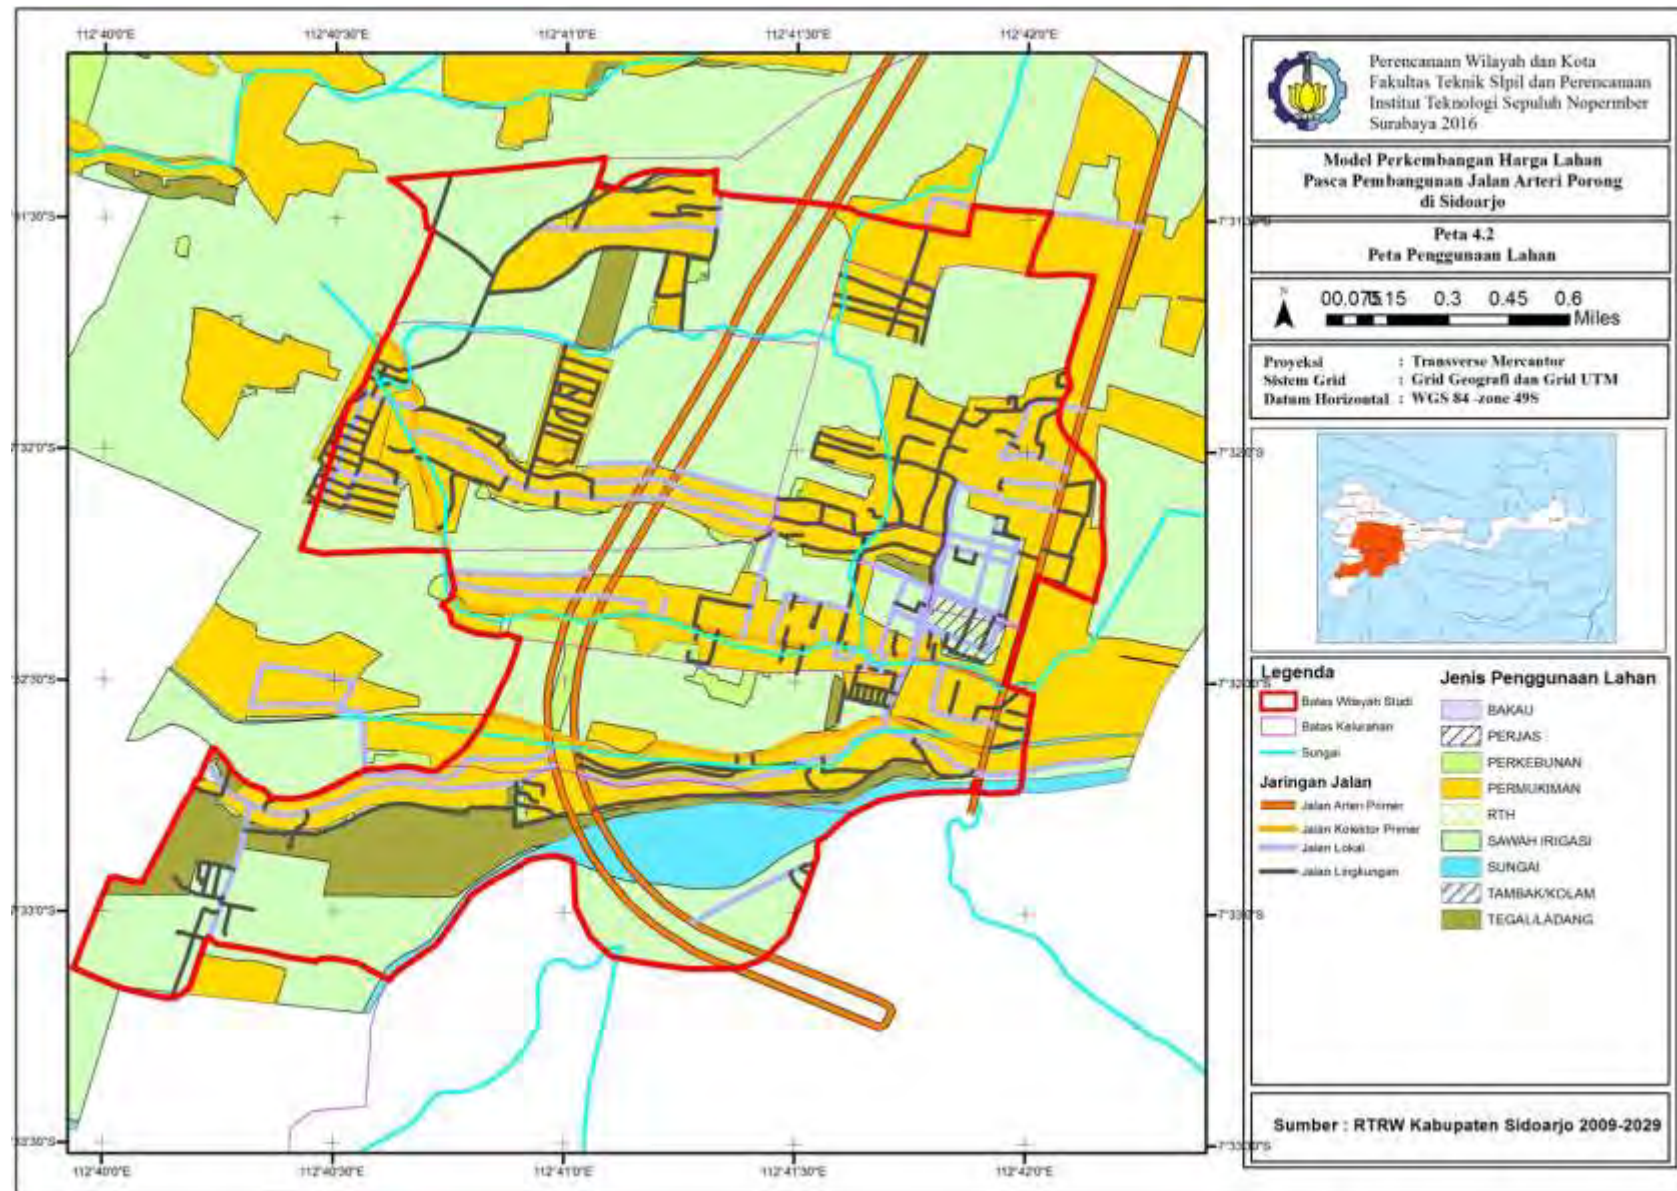 112°40'0"E 112°40'30"E 112°41'0"E 112°41'30"E 112°42'0"E
Perencanaan Wilayah dan Kota
Fakultas Teknik SIpil dan Perencanaan
Institut Teknologi Sepuluh Nopermber
Surabaya 2016
Model Perkembangan Harga Lahan
Pasca Pembangunan Jalan Arteri Porong
di Sidoarjo
Peta 4.2
Peta Penggunaan Lahan
N
0.3 0.45 0.6
Miles
Proyeksi : Transverse Mercantor
Sistem Grid : Grid Geografi dan Grid UTM
Datum Horizontal : WGS 84 -zone 49S
Legenda
Batas Wilayah Studi
Batas Kelurahan
Sungai
Jaringan Jalan
Jalan Arteri Primer
Jalan Kolektor Primer
Jalan Lokal
Jalan Lingkungan
Jenis Penggunaan Lahan
BAKAU
PERJAS
PERKEBUNAN
PERMUKIMAN
RTH
SAWAH IRIGASI
SUNGAI
TAMBAK/KOLAM
TEGAL/LADANG
Sumber : RTRW Kabupaten Sidoarjo 2009-2029
112°40'0"E 112°40'30"E 112°41'0"E 112°41'30"E 112°42'0"E